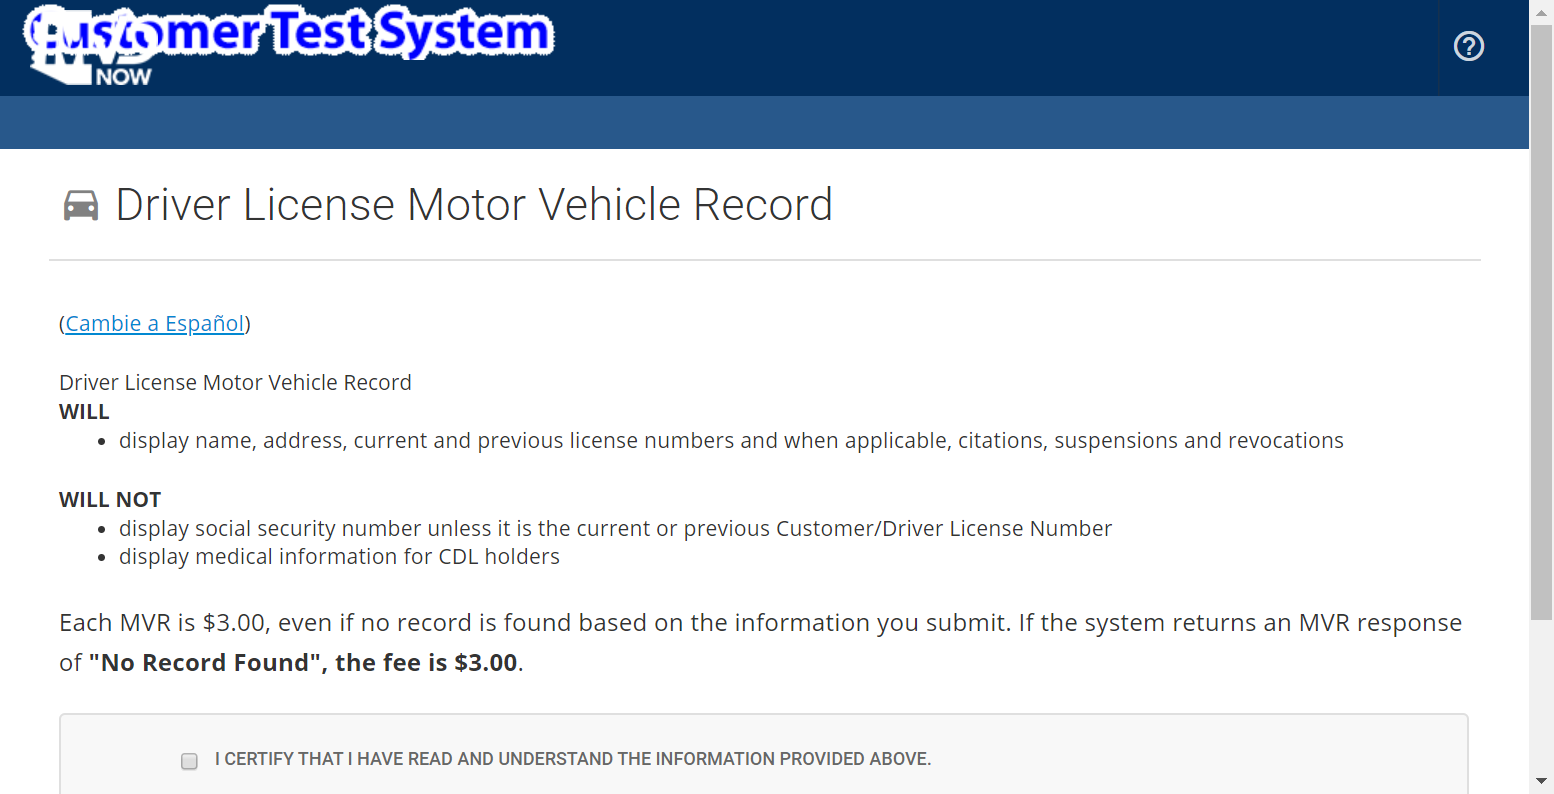 Customer Test System
NOW
Driver License Motor Vehicle Record
(Cambie a Español)
Driver License Motor Vehicle Record
WILL
• display name, address, current and previous license numbers and when applicable, citations, suspensions and revocations
WILL NOT
• display social security number unless it is the current or previous Customer/Driver License Number
• display medical information for CDL holders
Each MVR is $3.00, even if no record is found based on the information you submit. If the system returns an MVR response
of "No Record Found", the fee is $3.00.
I CERTIFY THAT I HAVE READ AND UNDERSTAND THE INFORMATION PROVIDED ABOVE.